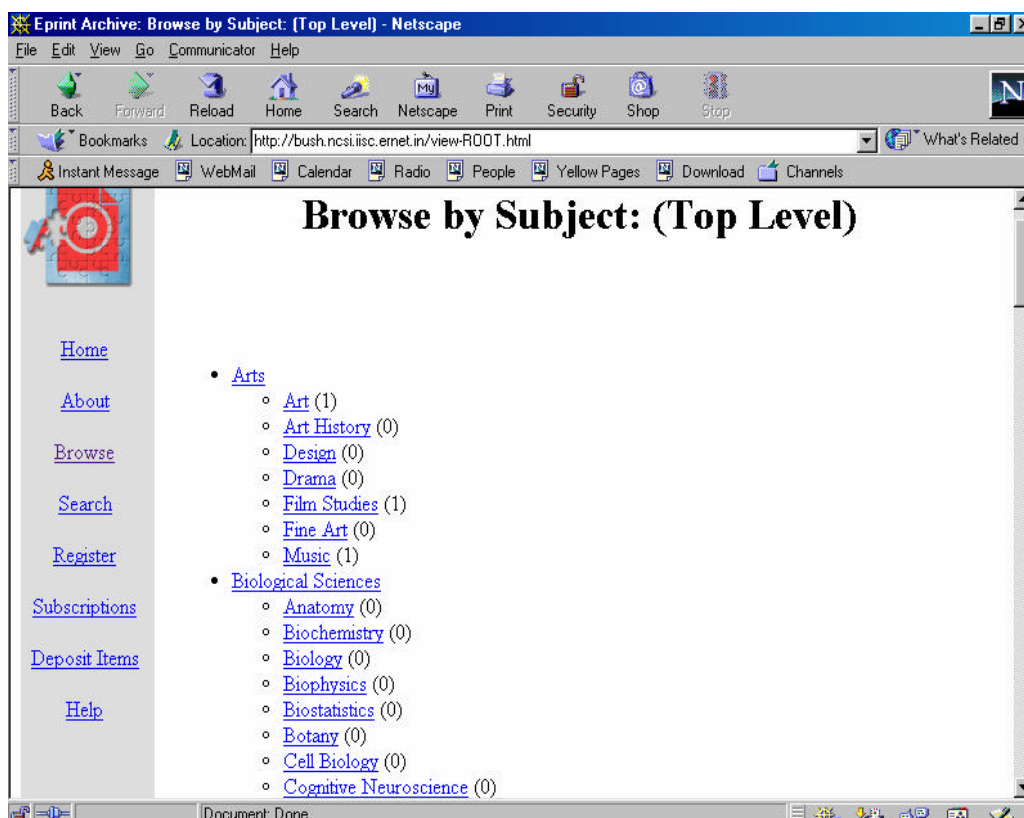 Eprint Archive: Browse by Subject: (Top Level) - Netscape
File Edit View Go Communicator Help
Back Forward Reload Home Search Netscape Print Security Shop Stop
Bookmarks Location: http://bush.ncsi.iisc.ernet.in/view-ROOT.html What's Related
Instant Message WebMail Calendar Radio People Yellow Pages Download Channels
Browse by Subject: (Top Level)
Home
About
Browse
Search
Register
Subscriptions
Deposit Items
Help
• Arts
◦ Art (1)
◦ Art History (0)
◦ Design (0)
◦ Drama (0)
◦ Film Studies (1)
◦ Fine Art (0)
◦ Music (1)
• Biological Sciences
◦ Anatomy (0)
◦ Biochemistry (0)
◦ Biology (0)
◦ Biophysics (0)
◦ Biostatistics (0)
◦ Botany (0)
◦ Cell Biology (0)
◦ Cognitive Neuroscience (0)
Document: Done